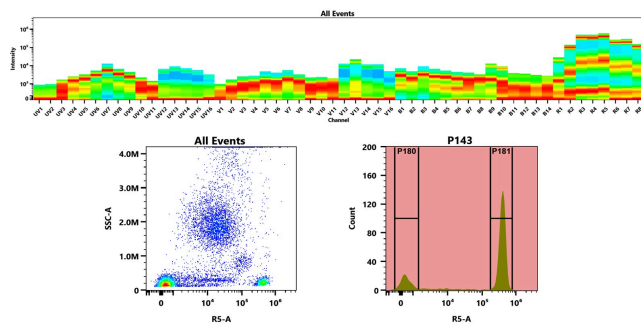 All Events
Intensity
UV1 UV2 UV3 UV4 UV5 UV6 UV7 UV8 UV9 UV10 UV11 UV12 UV13 UV14 UV15 UV16 V1 V2 V3 V4 V5 V6 V7 V8 V9 V10 V11 V12 V13 V14 V15 V16 B1 B2 B3 B4 B5 B6 B7 B8 B9 B10 B11 B12 B13 B14 R1 R2 R3 R4 R5 R6 R7 R8
Channel
All Events
4.0M
3.0M
2.0M
1.0M
0
SSC-A
0 10⁴ 10⁵ 10⁶
R5-A
P143
P180 P181
200
160
120
80
40
0
Count
0 10⁴ 10⁵ 10⁶
R5-A